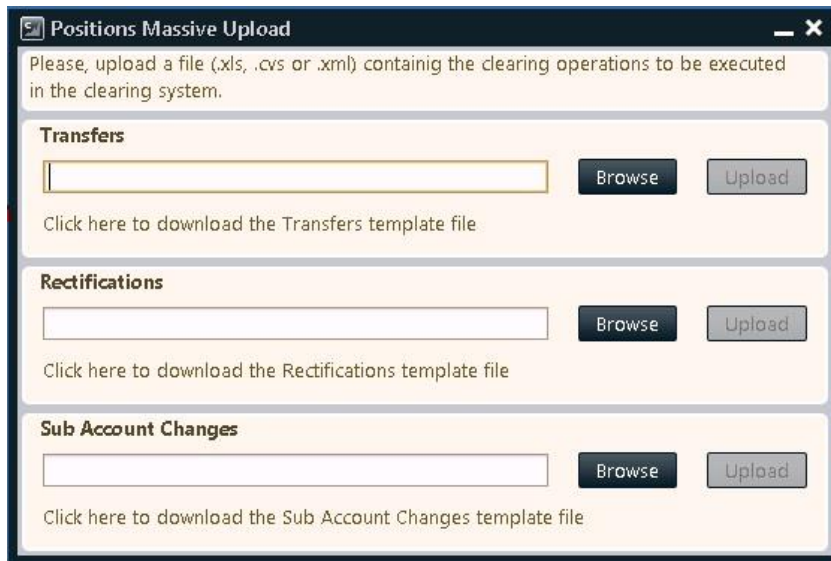 Positions Massive Upload
Please, upload a file (.xls, .cvs or .xml) containig the clearing operations to be executed
in the clearing system.
Transfers
Browse Upload
Click here to download the Transfers template file
Rectifications
Browse Upload
Click here to download the Rectifications template file
Sub Account Changes
Browse Upload
Click here to download the Sub Account Changes template file